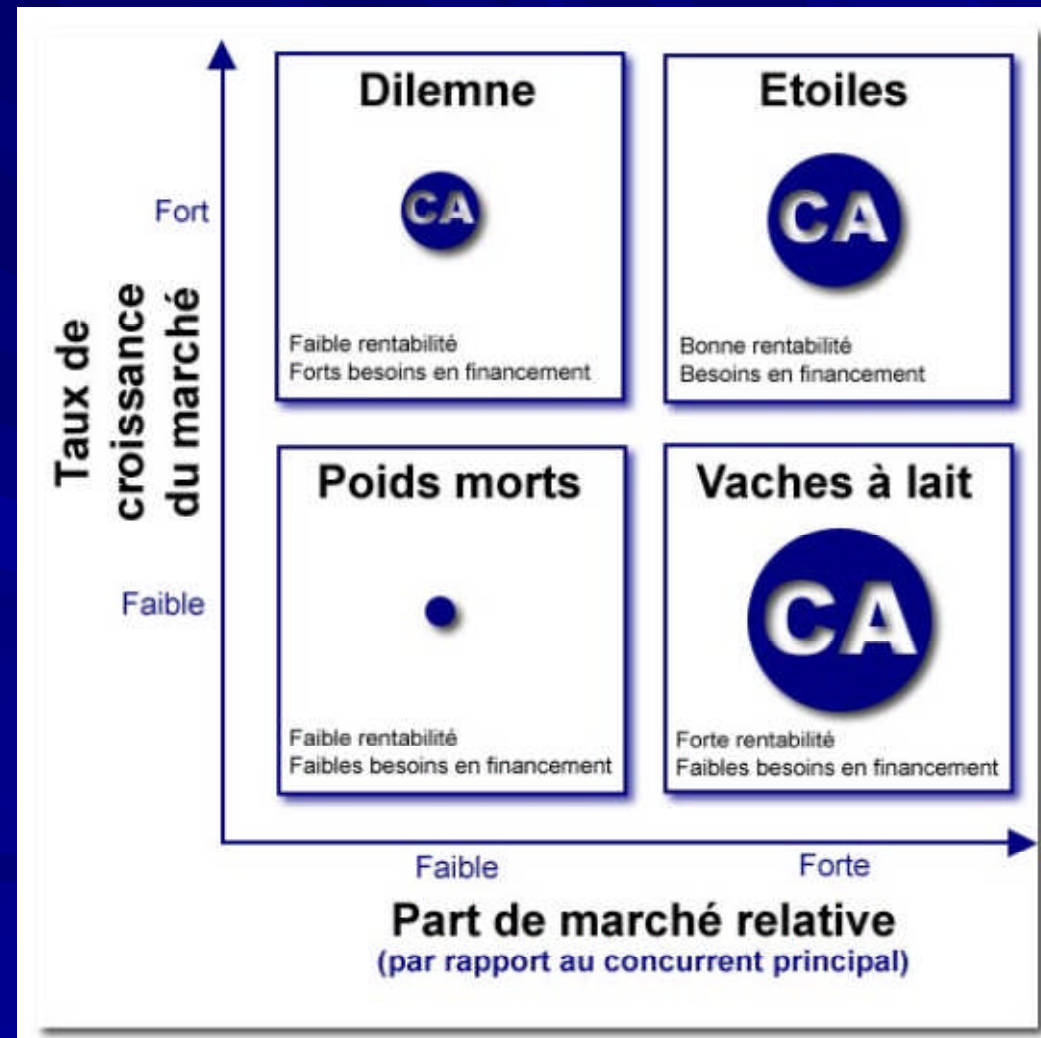 Dilemne
CA
Faible rentabilité
Forts besoins en financement
Etoiles
CA
Bonne rentabilité
Besoins en financement
Fort
Taux de
croissance
du marché
Faible
Poids morts
Faible rentabilité
Faibles besoins en financement
Vaches à lait
CA
Forte rentabilité
Faibles besoins en financement
Faible
Forte
Part de marché relative
(par rapport au concurrent principal)